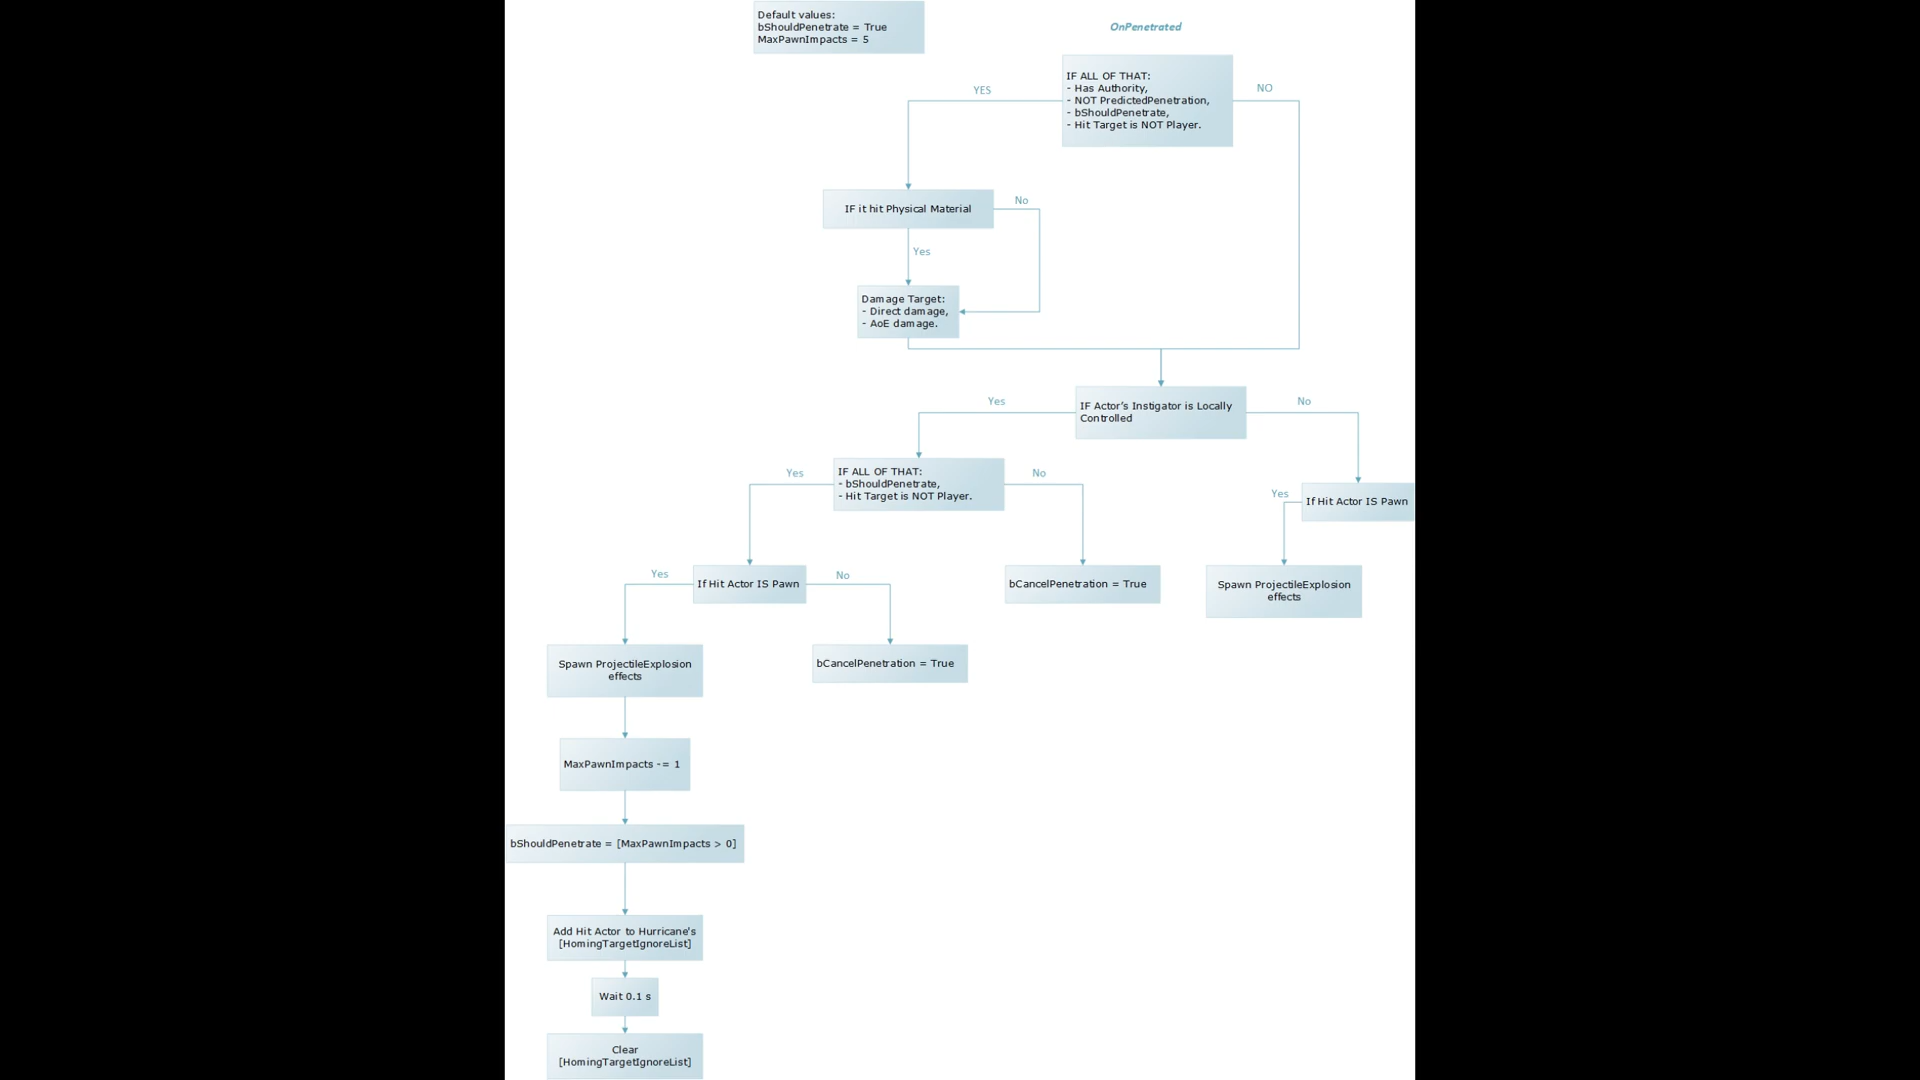 Default values:
bShouldPenetrate = True
MaxPawnImpacts = 5
OnPenetrated
IF ALL OF THAT:
- Has Authority,
- NOT PredictedPenetration,
- bShouldPenetrate,
- Hit Target is NOT Player.
YES
NO
IF it hit Physical Material
No
Yes
Damage Target:
- Direct damage,
- AoE damage.
IF Actor's Instigator is Locally
Controlled
Yes
No
IF ALL OF THAT:
- bShouldPenetrate,
- Hit Target is NOT Player.
Yes
No
If Hit Actor IS Pawn
Yes
If Hit Actor IS Pawn
Yes
No
bCancelPenetration = True
Spawn ProjectileExplosion
effects
Spawn ProjectileExplosion
effects
bCancelPenetration = True
MaxPawnImpacts -= 1
bShouldPenetrate = [MaxPawnImpacts > 0]
Add Hit Actor to Hurricane's
[HomingTargetIgnoreList]
Wait 0.1 s
Clear
[HomingTargetIgnoreList]